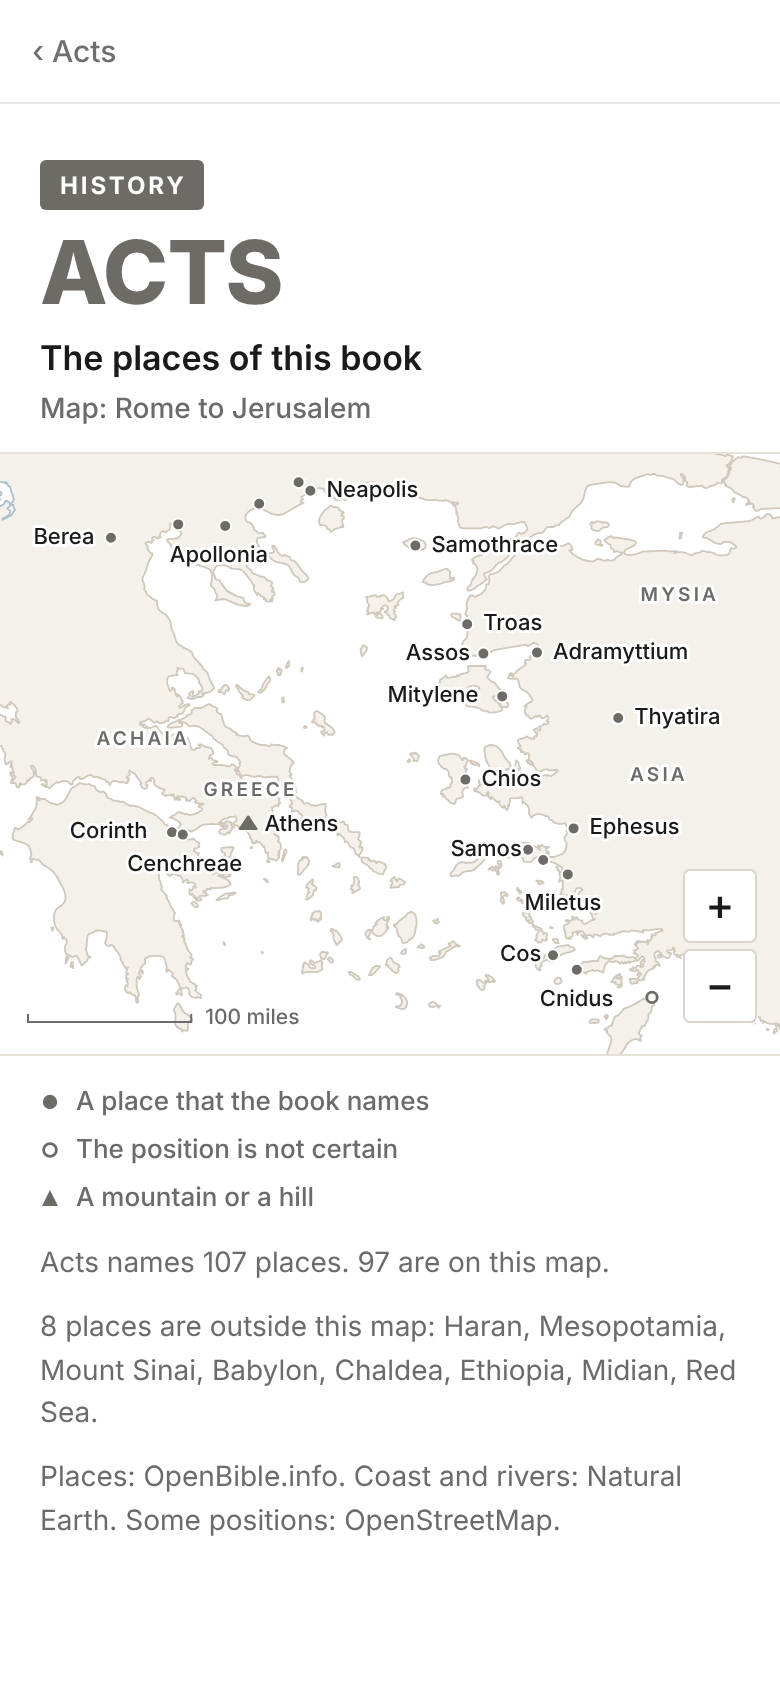 ‹ Acts
HISTORY
ACTS
The places of this book
Map: Rome to Jerusalem
Neapolis
Berea
Apollonia
Samothrace
MYSIA
Troas
Assos
Adramyttium
Mitylene
Thyatira
ACHAIA
ASIA
GREECE
Chios
Corinth
Athens
Ephesus
Cenchreae
Samos
Miletus
+
Cos
−
Cnidus
100 miles
A place that the book names
The position is not certain
A mountain or a hill
Acts names 107 places. 97 are on this map.
8 places are outside this map: Haran, Mesopotamia,
Mount Sinai, Babylon, Chaldea, Ethiopia, Midian, Red
Sea.
Places: OpenBible.info. Coast and rivers: Natural
Earth. Some positions: OpenStreetMap.